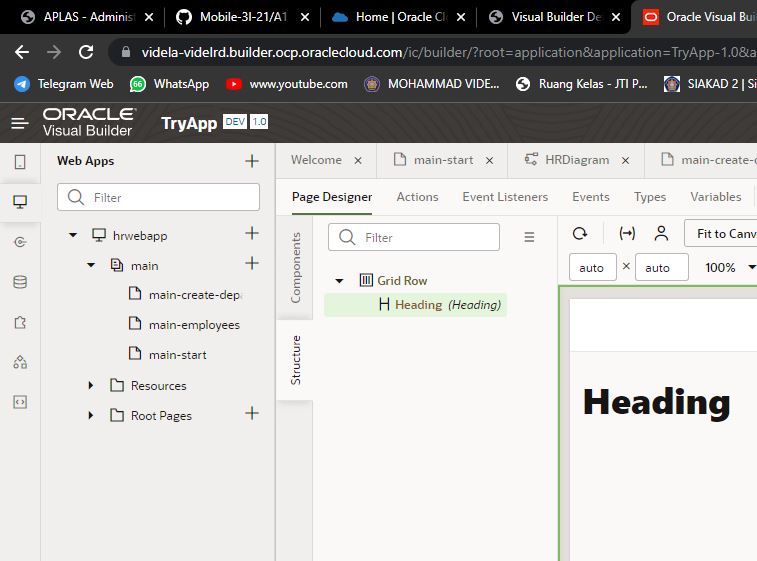 APLAS - Adminis
Mobile-3I-21/A1
Home | Oracle Cl
Visual Builder De
Oracle Visual Bui
videla-videlrd.builder.ocp.oraclecloud.com/ic/builder/?root=application&application=TryApp-1.0&a
Telegram Web
66
WhatsApp
www.youtube.com
MOHAMMAD VIDE...
Ruang Kelas - JTI P...
SIAKAD 2 | Si
ORACLE
Visual Builder
TryApp
DEV
1.0
Web Apps
Welcome
main-start
HRDiagram
main-create-d
Filter
Page Designer
Actions
Event Listeners
Events
Types
Variables
hrwebapp
Filter
Fit to Canv
main
auto
×
auto
100%
Components
Grid Row
main-create-depa
Heading (Heading)
main-employees
main-start
Structure
Resources
Heading
Root Pages